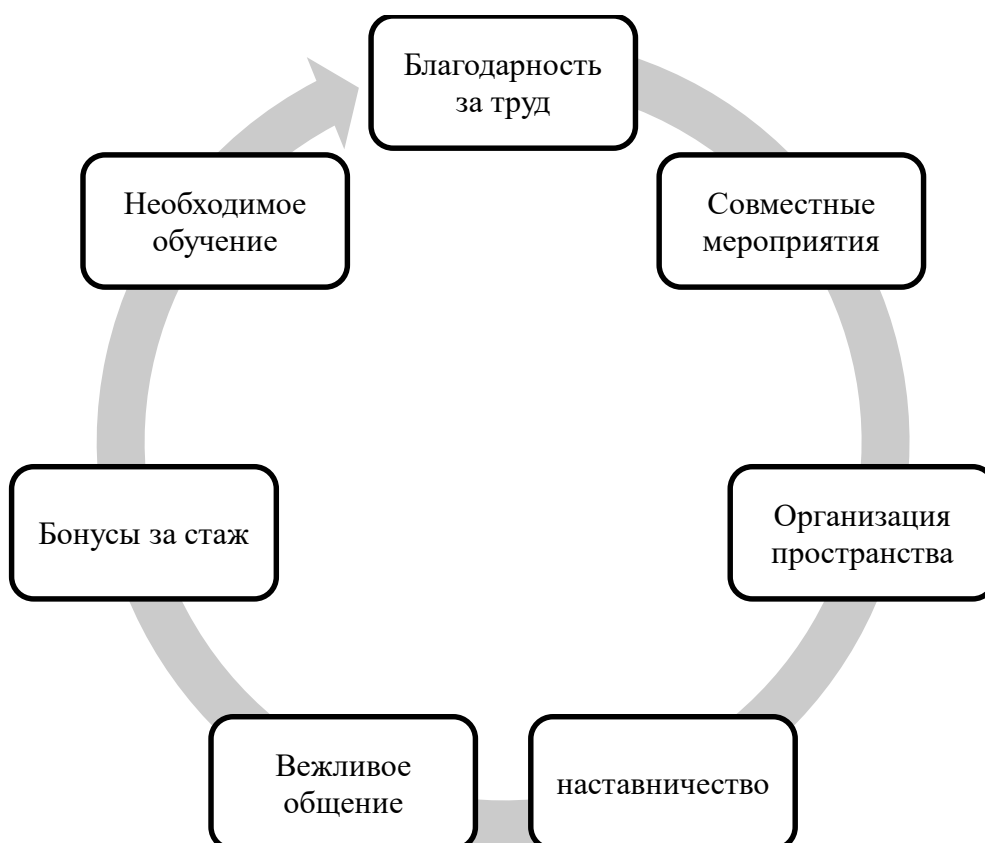 Благодарность
за труд
Совместные
мероприятия
Организация
пространства
наставничество
Вежливое
общение
Бонусы за стаж
Необходимое
обучение